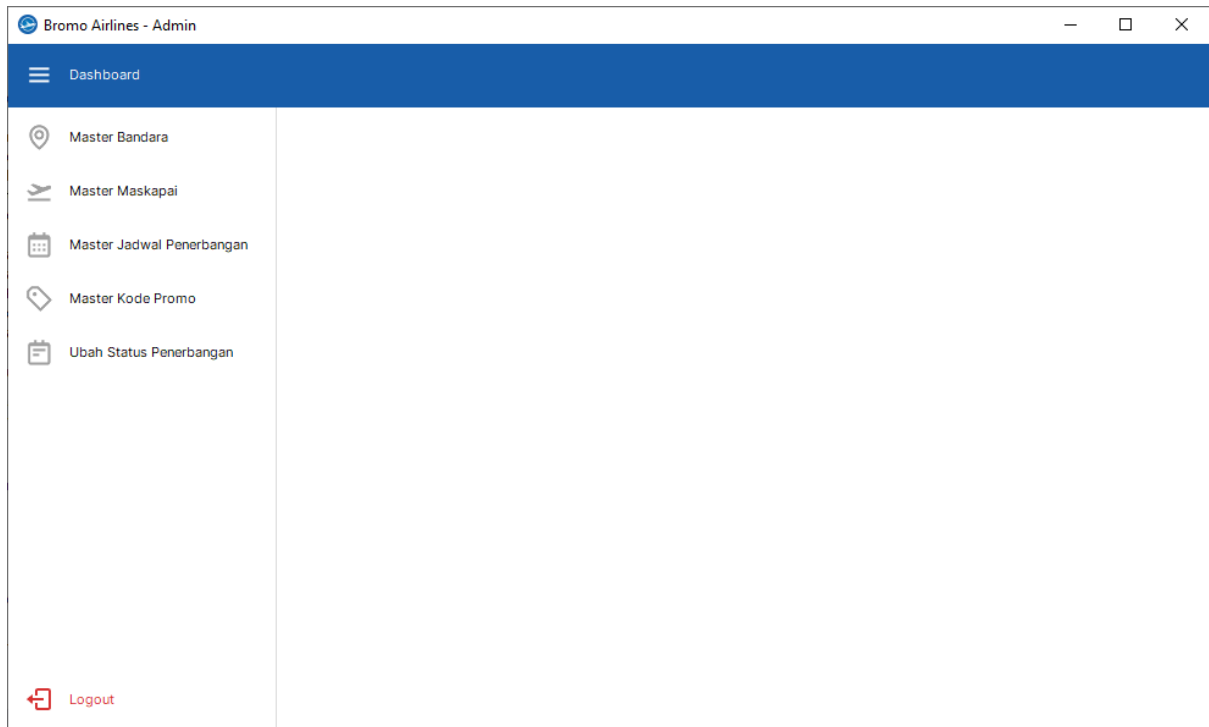 Bromo Airlines - Admin
Dashboard
Master Bandara
Master Maskapai
Master Jadwal Penerbangan
Master Kode Promo
Ubah Status Penerbangan
Logout